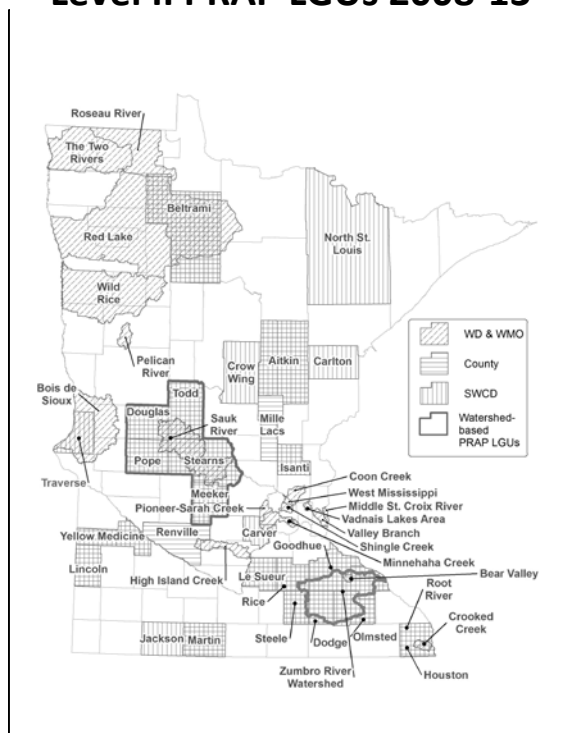 Level II PRAP LGUs 2008-13
Roseau River
The Two
Rivers
Beltrami
Red Lake
North St.
Louis
Wild
Rice
WD & WMO
County
SWCD
Watershed-
based
PRAP LGUs
Pelican
River
Crow
Wing
Aitkin
Carlton
Bois de
Sioux
Todd
Douglas
Sauk
River
Mille
Lacs
Pope
Stearns
Isanti
Traverse
Meeker
Coon Creek
West Mississippi
Pioneer-Sarah Creek
Middle St. Croix River
Vadnais Lakes Area
Valley Branch
Renville
Carver
Shingle Creek
Yellow Medicine
Goodhue
Minnehaha Creek
Lincoln
High Island Creek
Le Sueur
Bear Valley
Rice
Root
River
Crooked
Creek
Jackson
Martin
Steele
Dodge
Olmsted
Zumbro River
Watershed
Houston